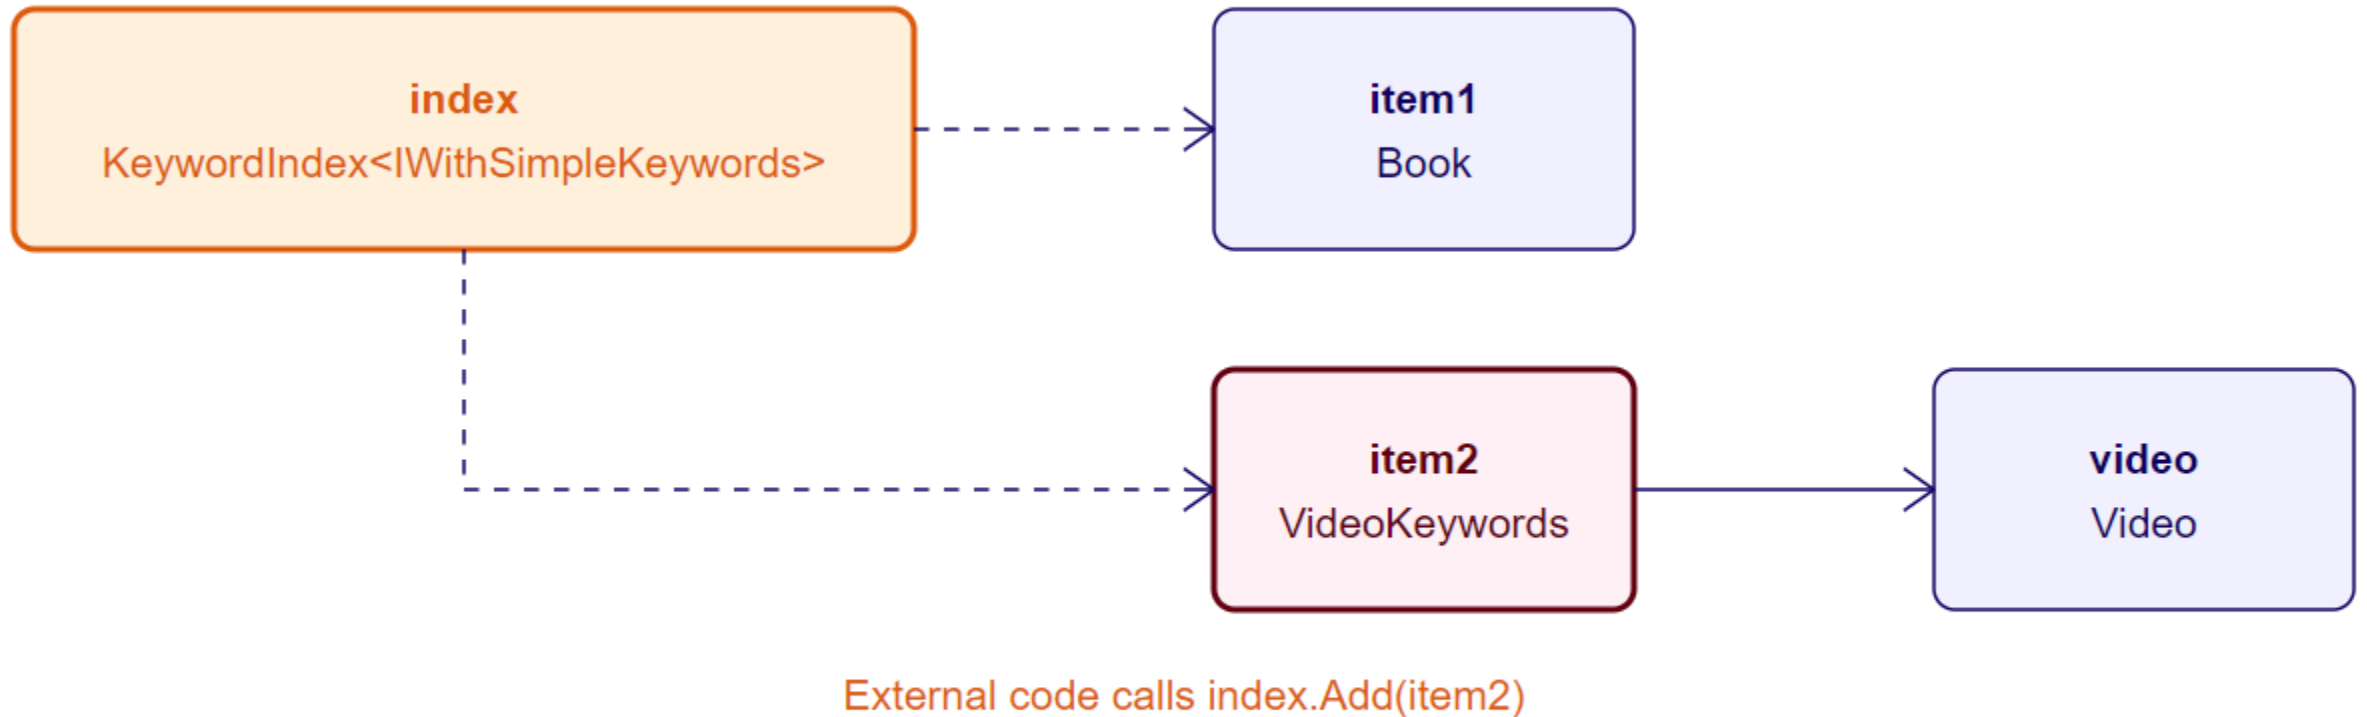 index
KeywordIndex<IWithSimpleKeywords>
item1
Book
item2
VideoKeywords
video
Video
External code calls index.Add(item2)